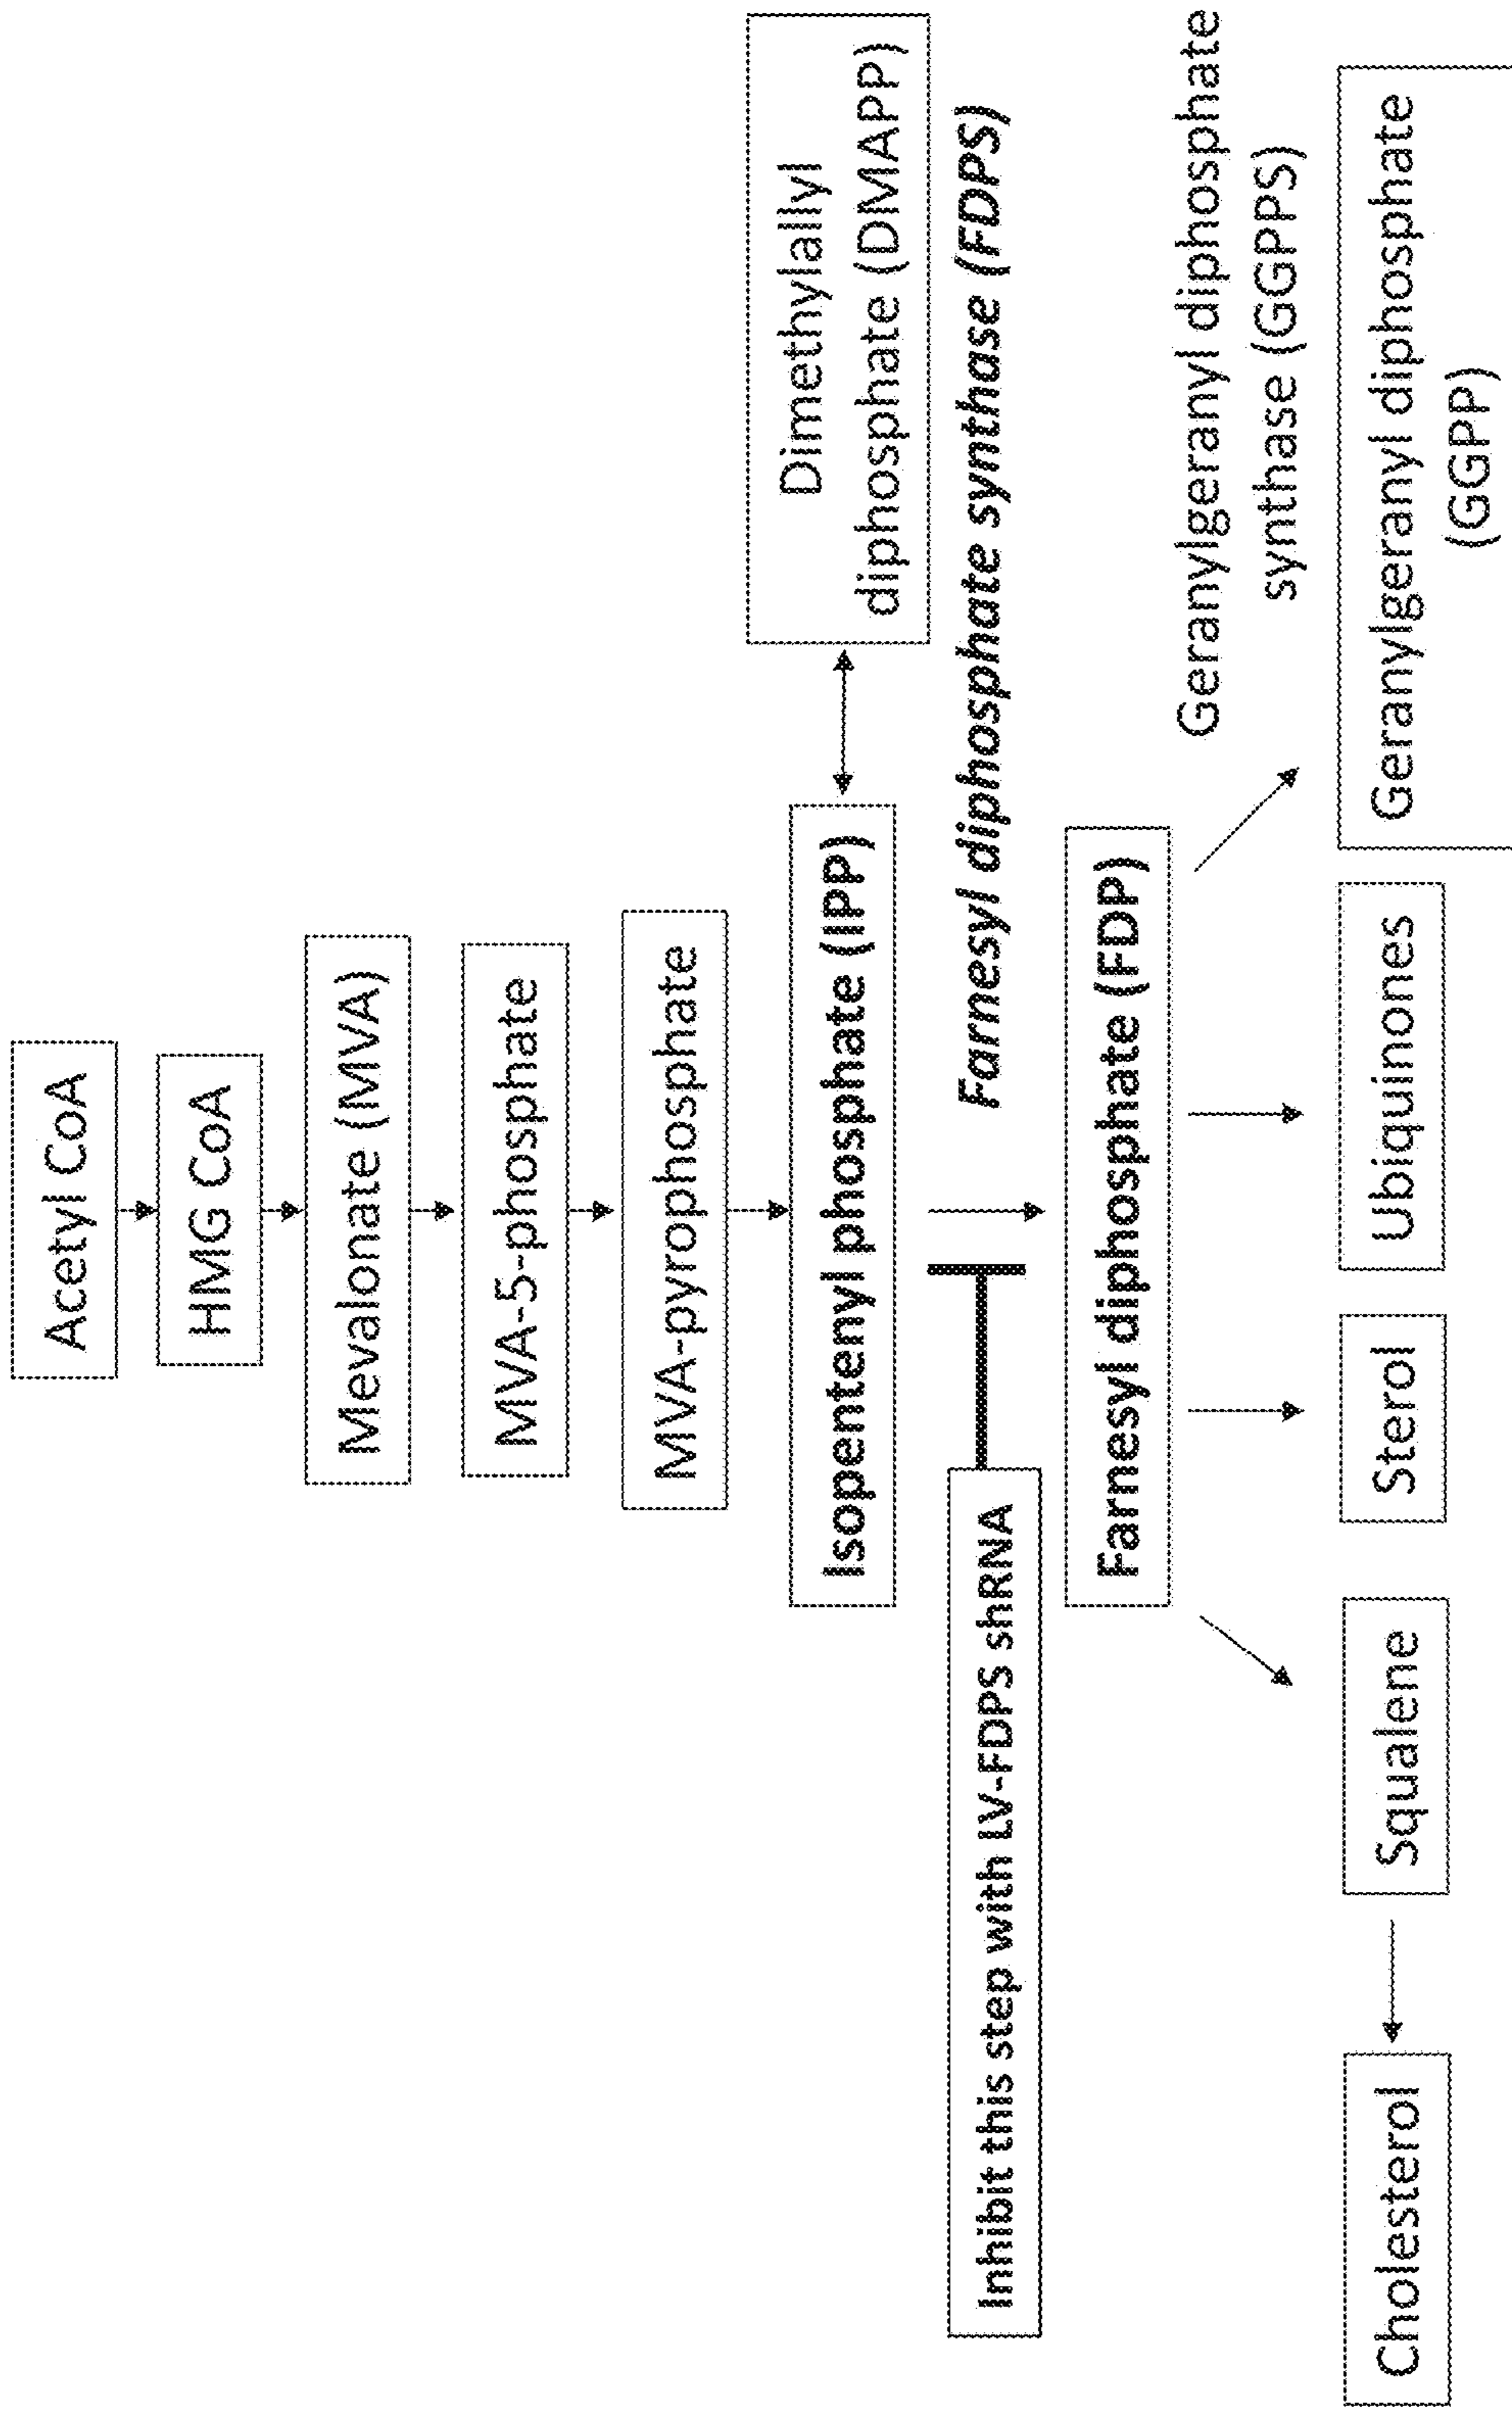 Acetyl CoA
HMG CoA
Mevalonate (MVA)
MVA-5-phosphate
MVA-pyrophosphate
Isopentenyl phosphate (IPP)
Dimethylallyl
diphosphate (DMAPP)
Inhibit this step with LV-FDPS shRNA
Farnesyl diphosphate synthase (FDPS)
Farnesyl diphosphate (FDP)
Geranylgeranyl diphosphate
synthase (GGPPS)
Cholesterol
Squalene
Sterol
Ubiquinones
Geranylgeranyl diphosphate
(GGPP)